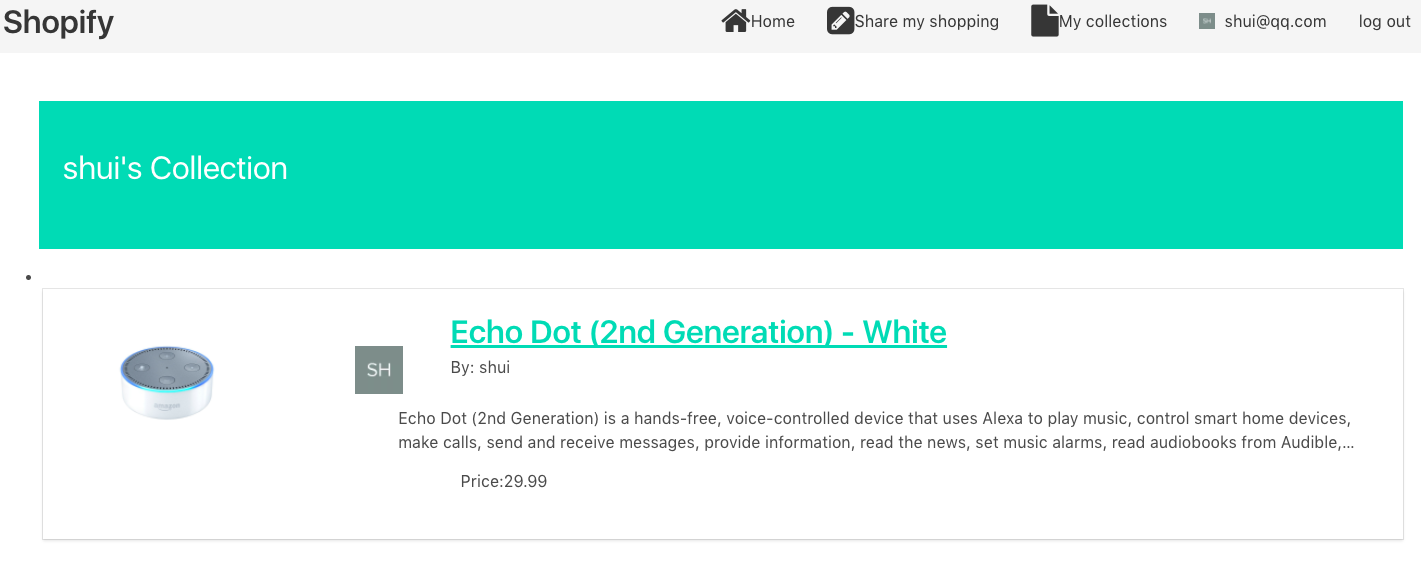 Shopify
Home
Share my shopping
My collections
SH
shui@qq.com
log out
shui's Collection
Echo Dot (2nd Generation) - White
SH
By: shui
amazon
Echo Dot (2nd Generation) is a hands-free, voice-controlled device that uses Alexa to play music, control smart home devices,
make calls, send and receive messages, provide information, read the news, set music alarms, read audiobooks from Audible,...
Price:29.99